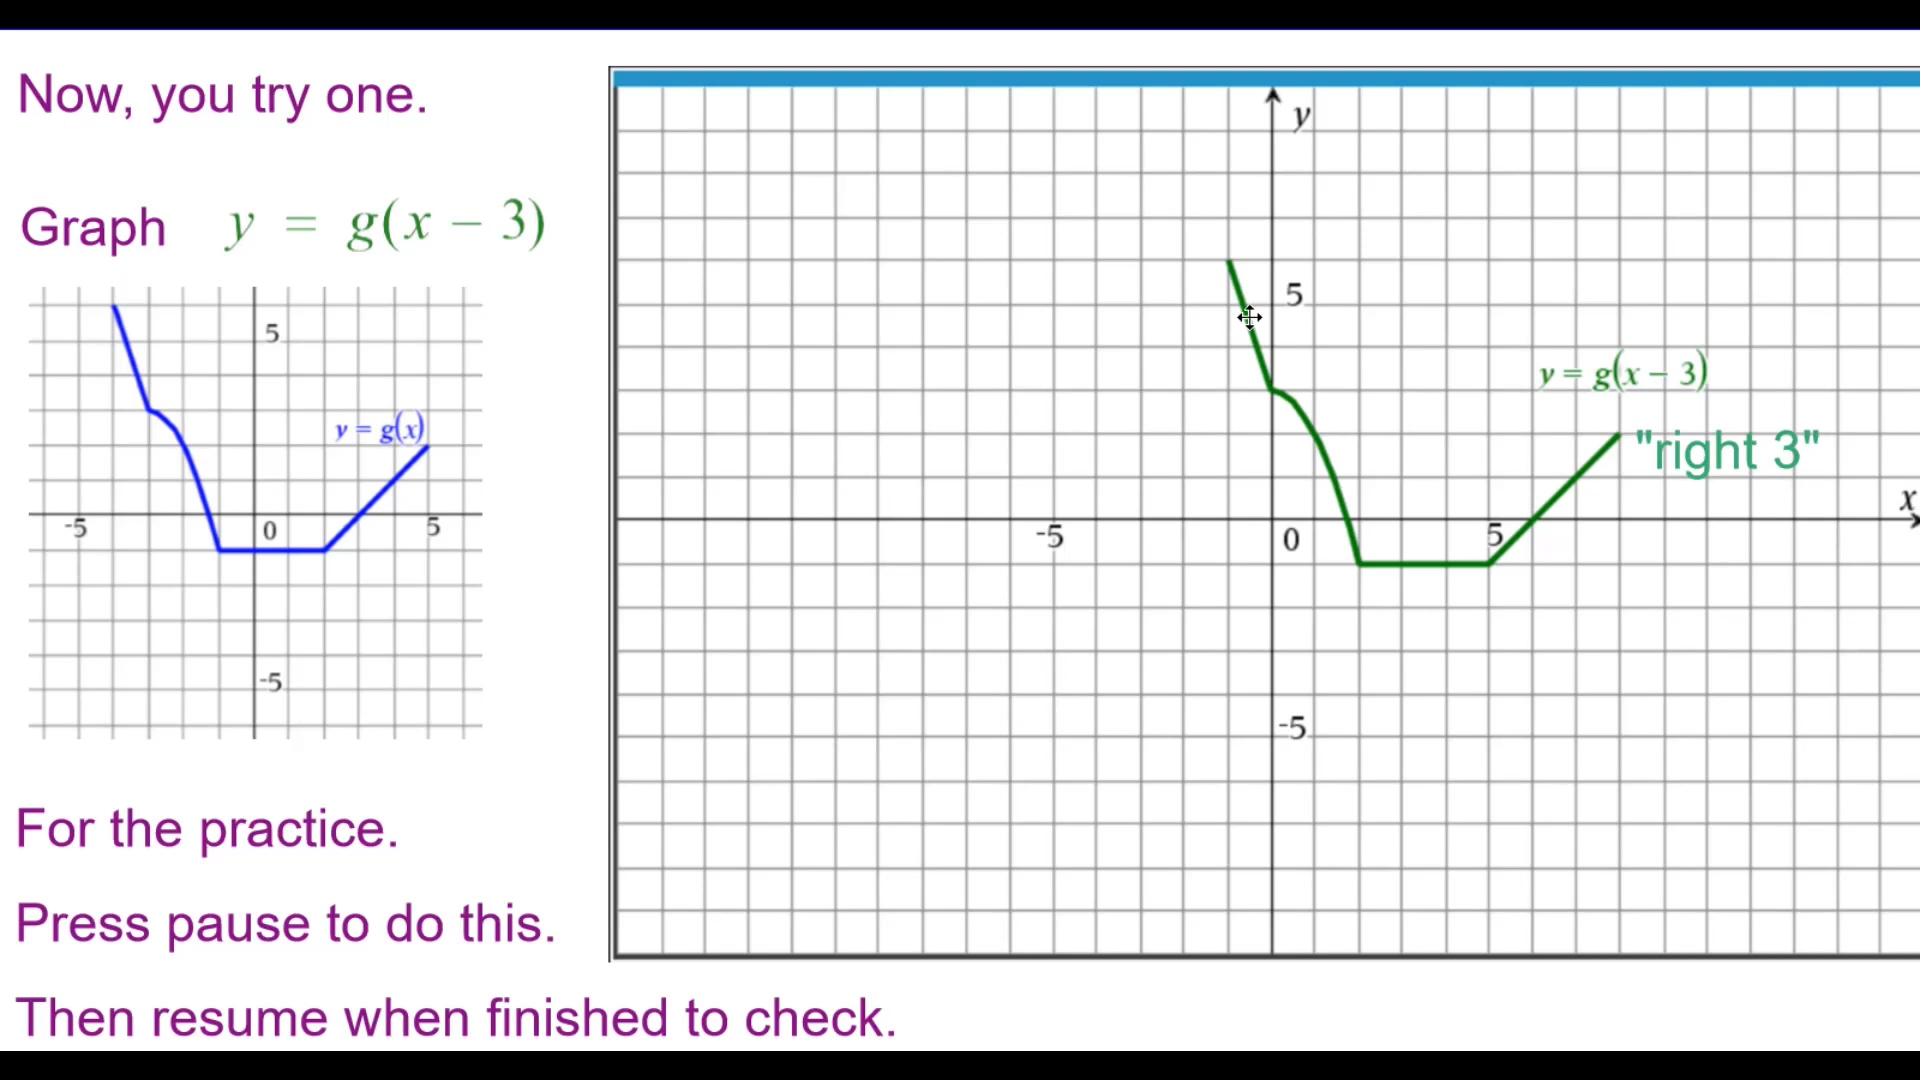 Now, you try one.
Graph y = g(x − 3)
5
y = g(x)
-5 0 5
-5
For the practice.
Press pause to do this.
Then resume when finished to check.
y
5
y = g(x − 3)
"right 3"
x
-5 0 5
-5